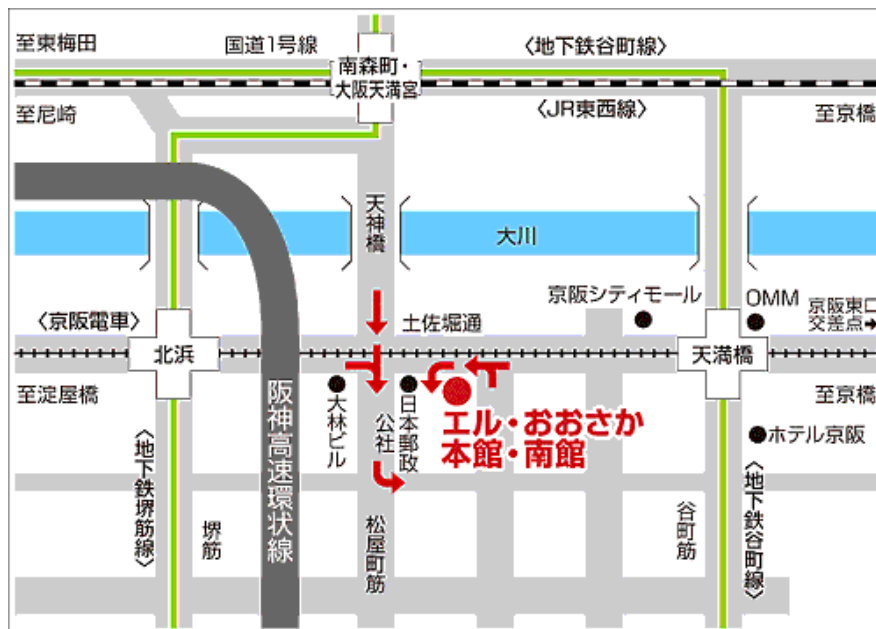 至東梅田
国道1号線
〈地下鉄谷町線〉
南森町・
大阪天満宮
至尼崎
〈JR東西線〉
至京橋
天神橋
大川
京阪シティモール
OMM
〈京阪電車〉
土佐堀通
京阪東口
交差点➔
北浜
天満橋
至淀屋橋
大林ビル
公社
日本郵政
エル・おおさか
本館・南館
至京橋
ホテル京阪
阪神高速環状線
〈地下鉄堺筋線〉
堺筋
松屋町筋
谷町筋
〈地下鉄谷町線〉